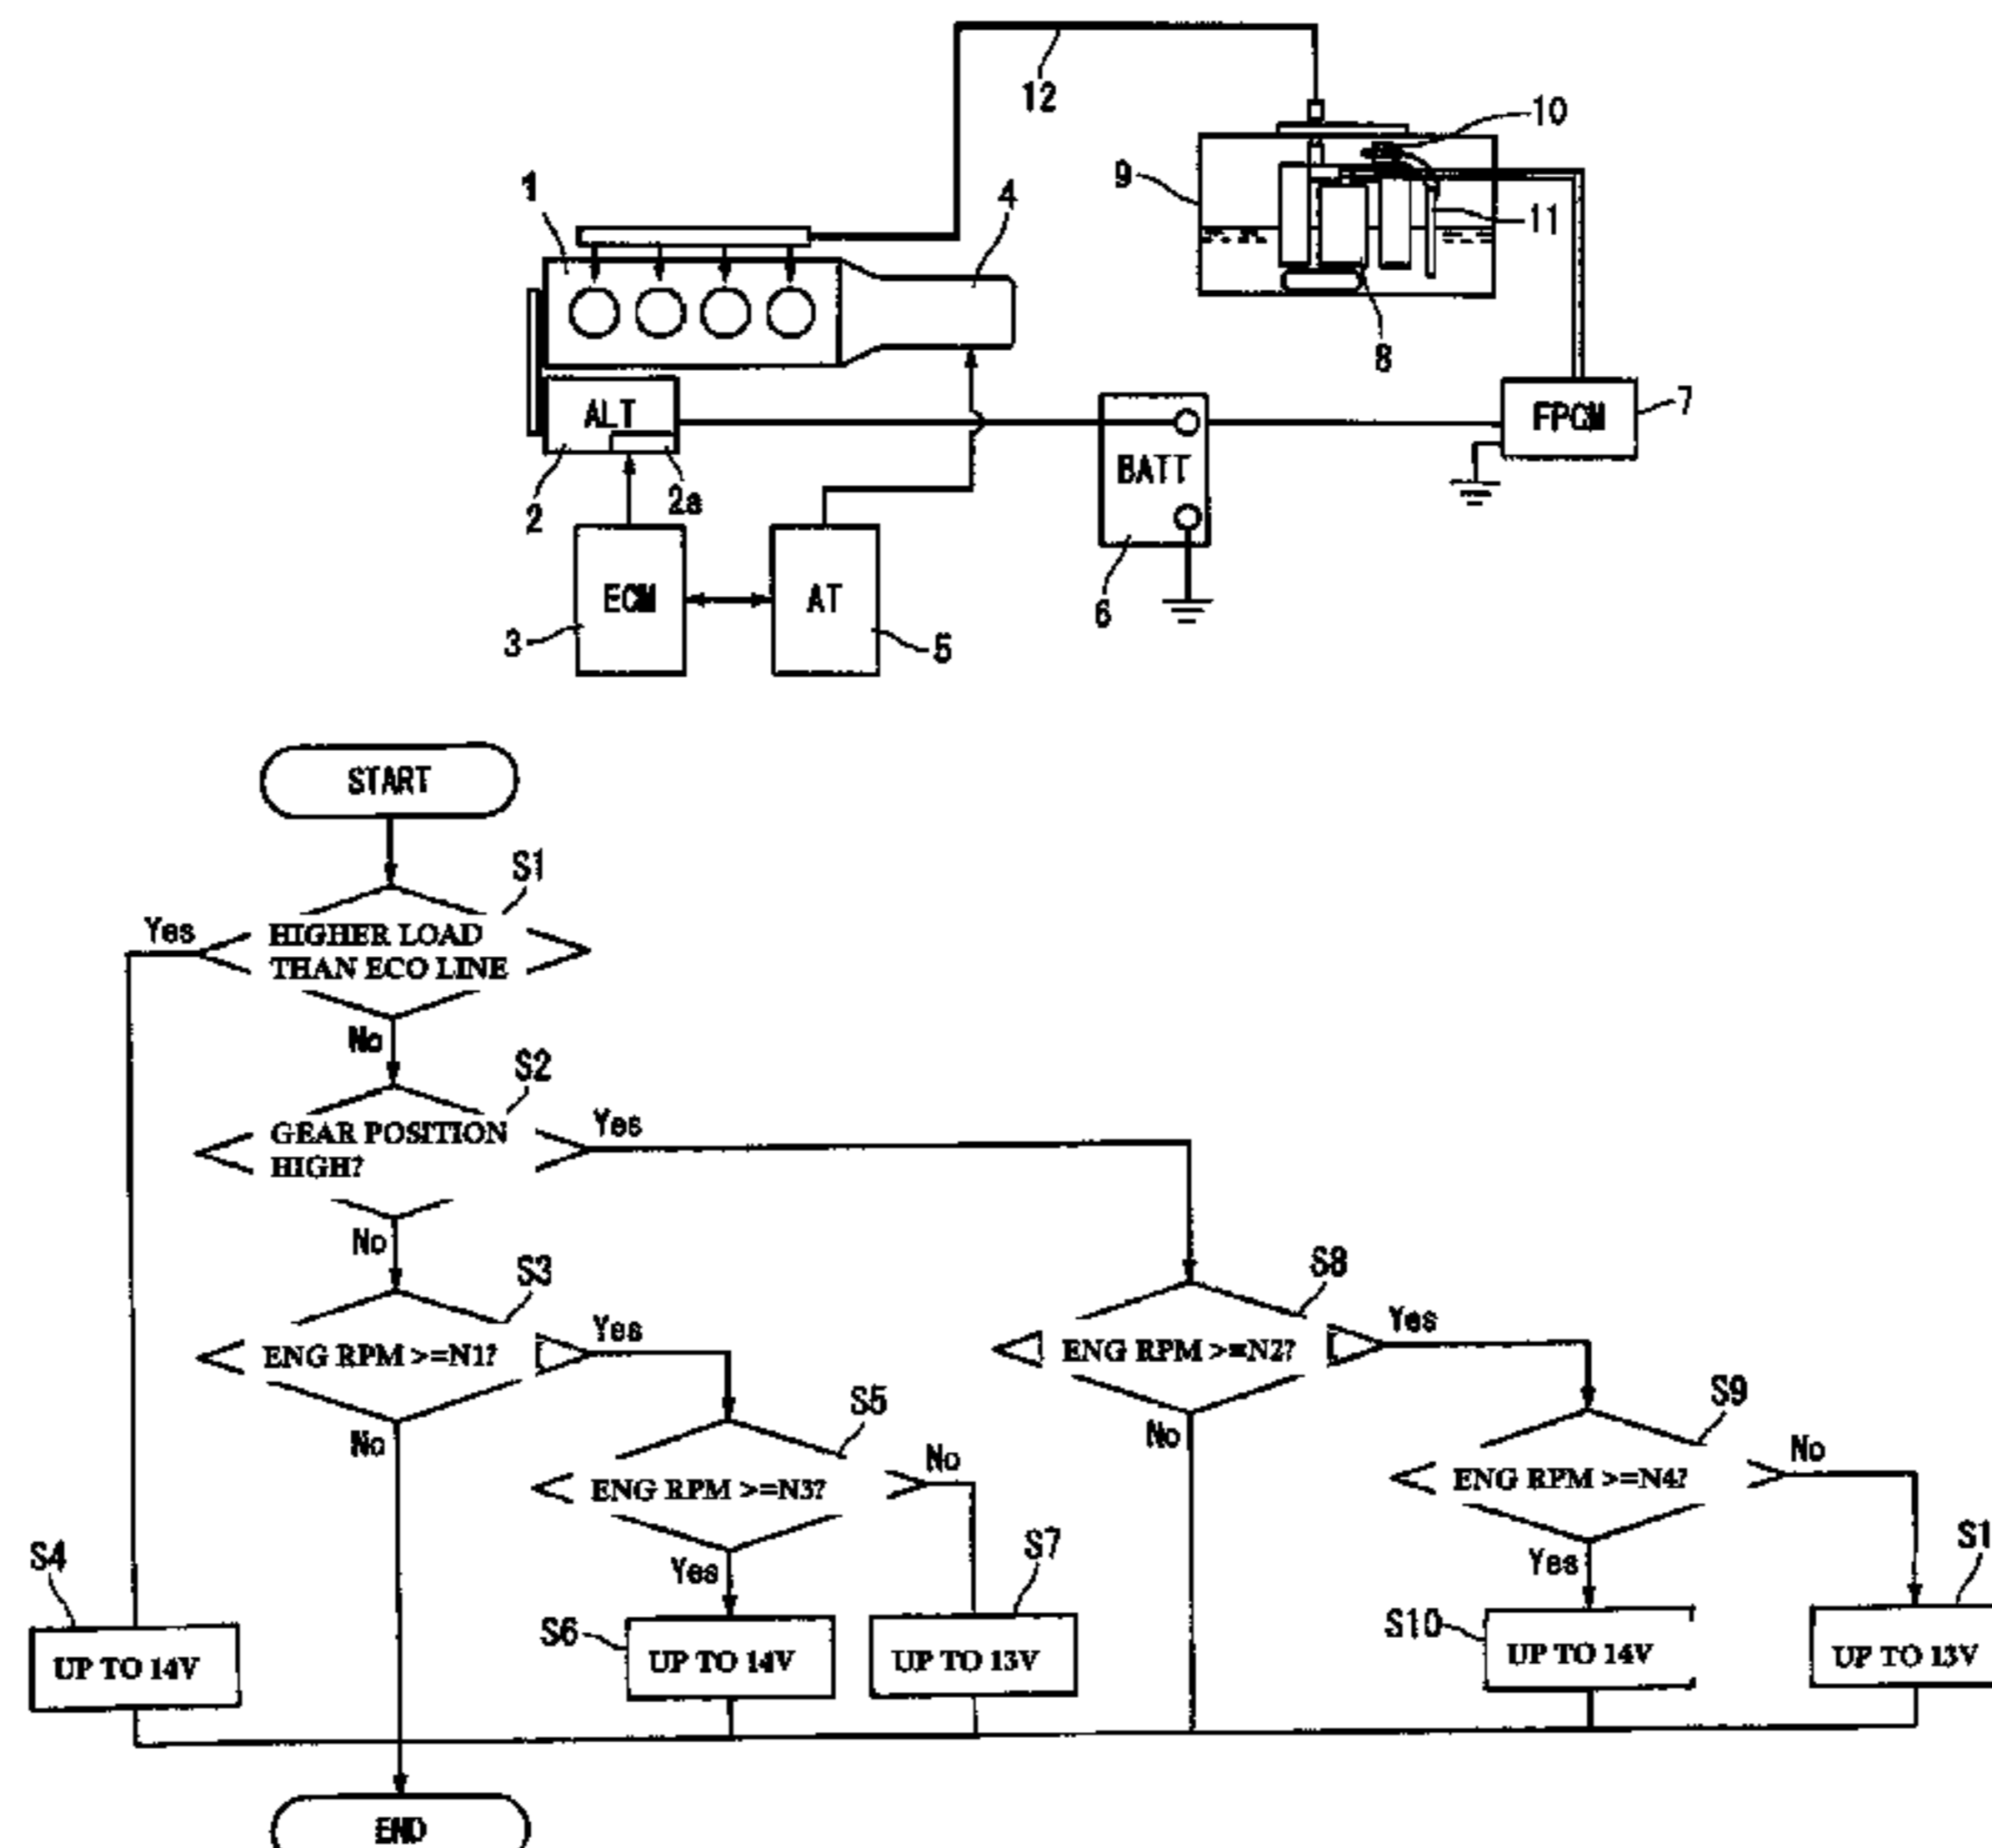 12
10
9
11
1
4
8
FPCM
7
ALT
2
2a
BATT
6
ECM
3
AT
5
START
S1
Yes
HIGHER LOAD
THAN ECO LINE
No
S2
GEAR POSITION
HIGH?
Yes
No
S3
ENG RPM >=N1?
Yes
No
S8
ENG RPM >=N2?
Yes
No
S5
ENG RPM >=N3?
No
Yes
S9
ENG RPM >=N4?
No
Yes
S4
UP TO 14V
S6
UP TO 14V
S7
UP TO 13V
S10
UP TO 14V
S1
UP TO 13V
END